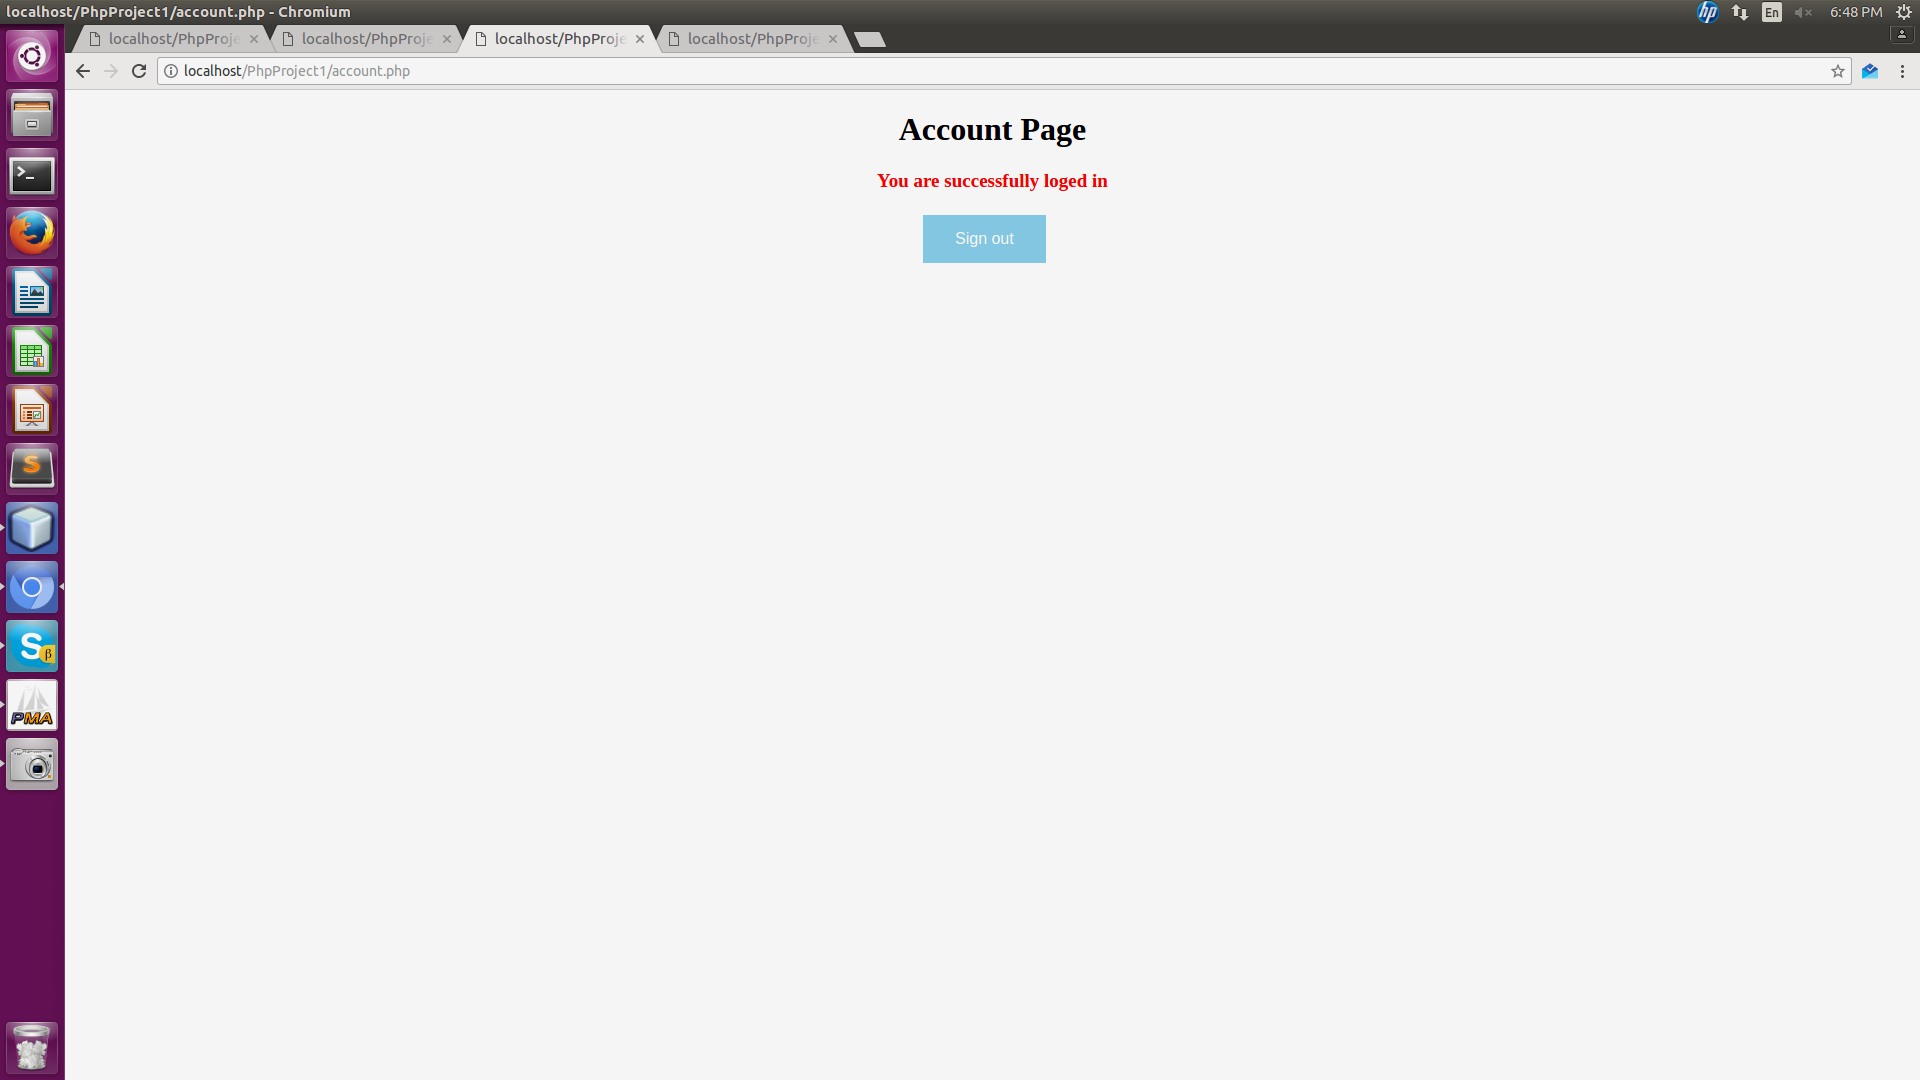 localhost/PhpProject1/account.php - Chromium
hp
En
6:48 PM
localhost/PhpProje
localhost/PhpProje
localhost/PhpProje
localhost/PhpProje
localhost/PhpProject1/account.php
Account Page
You are successfully loged in
Sign out
S
S β
PMA